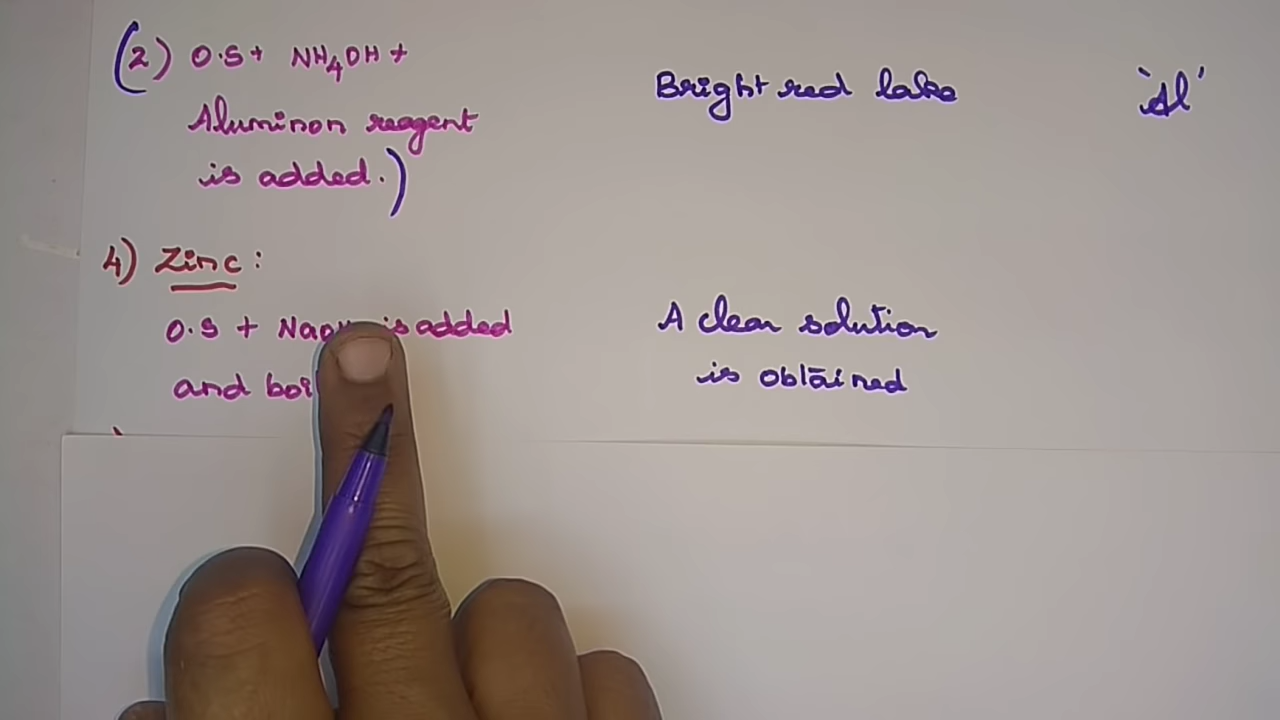 (2) O.S + NH4OH +
Aluminon reagent
is added.)
Bright red lake
'Al'
4) Zinc:
O.S + is added
and
A clear solution
is obtained